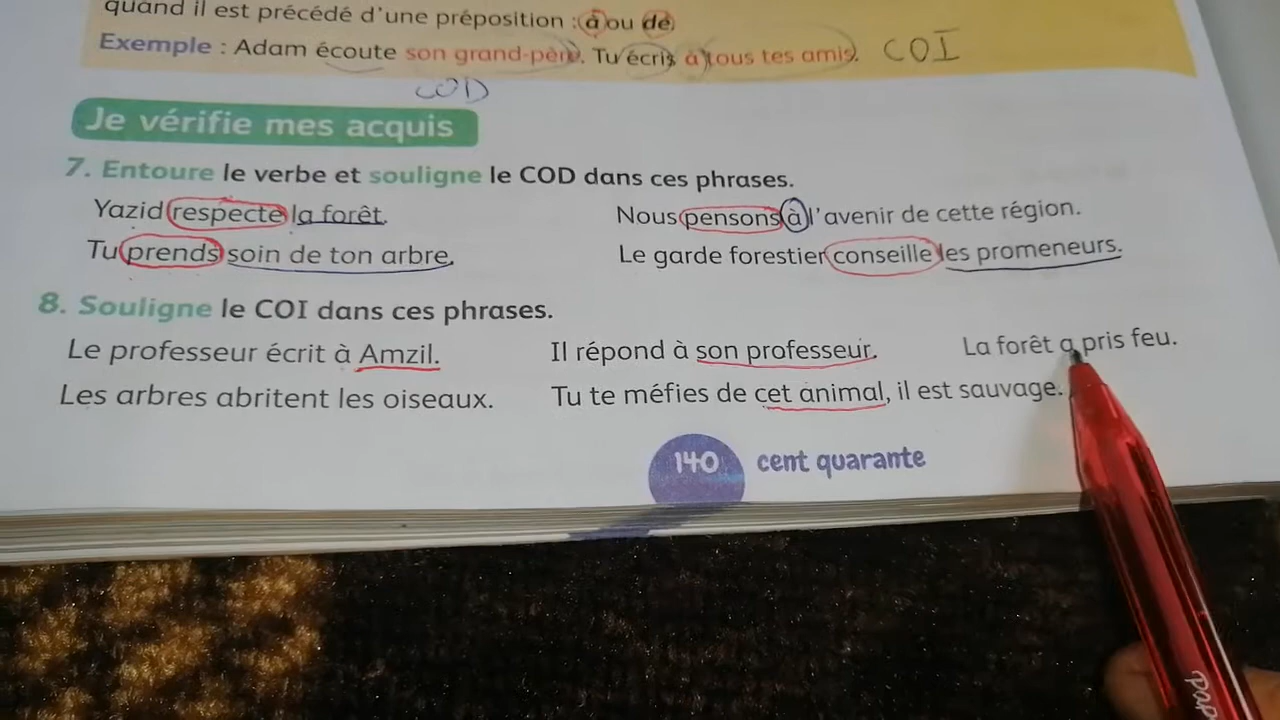 quand il est précédé d'une préposition : à ou de.
Exemple : Adam écoute son grand-père. Tu écris à tous tes amis. COI
COD
Je vérifie mes acquis
7. Entoure le verbe et souligne le COD dans ces phrases.
Yazid respecte la forêt. Nous pensons à l'avenir de cette région.
Tu prends soin de ton arbre. Le garde forestier conseille les promeneurs.
8. Souligne le COI dans ces phrases.
Le professeur écrit à Amzil. Il répond à son professeur. La forêt a pris feu.
Les arbres abritent les oiseaux. Tu te méfies de cet animal, il est sauvage.
140 cent quarante